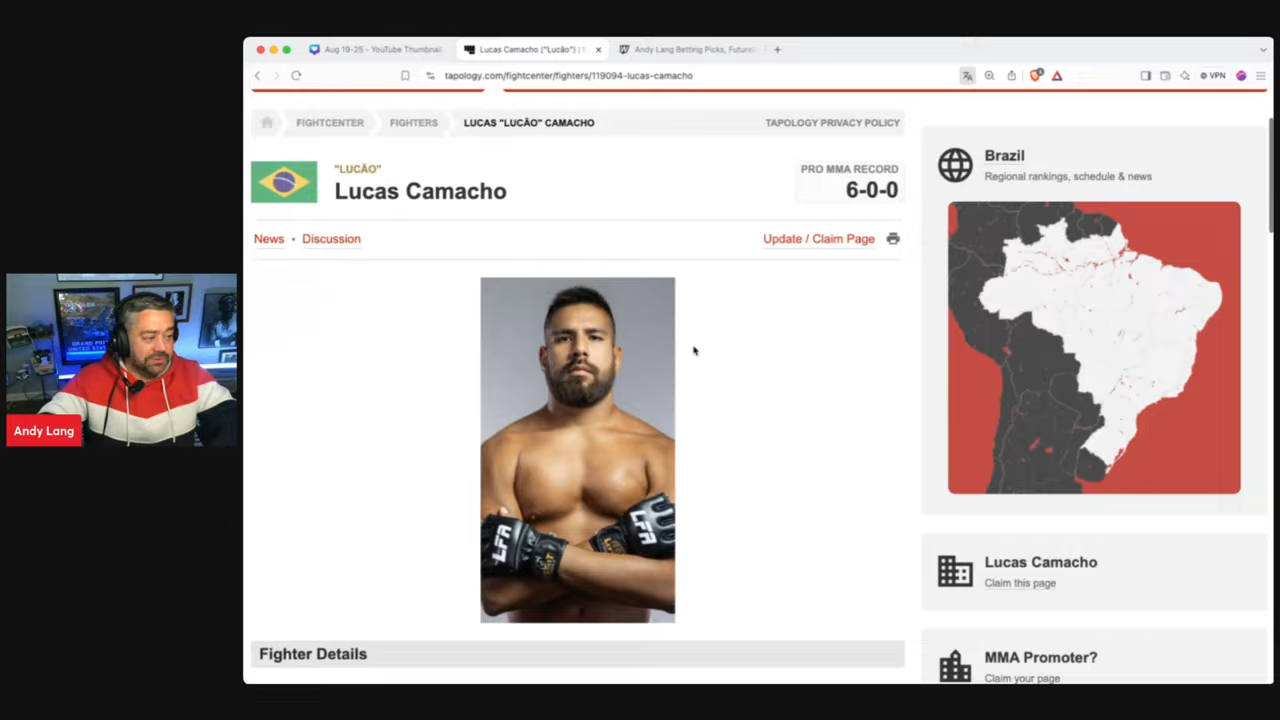 Aug 19-25 - YouTube Thumbnail
Lucas Camacho ("Lucão") |
Andy Lang Betting Picks, Future
tapology.com/fightcenter/fighters/119094-lucas-camacho
VPN
FIGHTCENTER
FIGHTERS
LUCAS "LUCÃO" CAMACHO
TAPOLOGY PRIVACY POLICY
"LUCÃO"
Lucas Camacho
PRO MMA RECORD
6-0-0
News • Discussion
Update / Claim Page
LFA
LFA
Fighter Details
Brazil
Regional rankings, schedule & news
Lucas Camacho
Claim this page
MMA Promoter?
Claim your page
Andy Lang